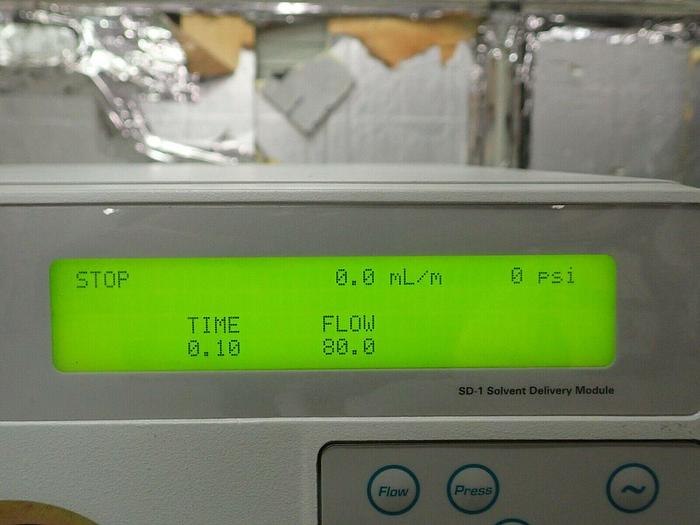 STOP 0.0 mL/m 0 psi
TIME FLOW
0.10 80.0
SD-1 Solvent Delivery Module
Flow Press ~